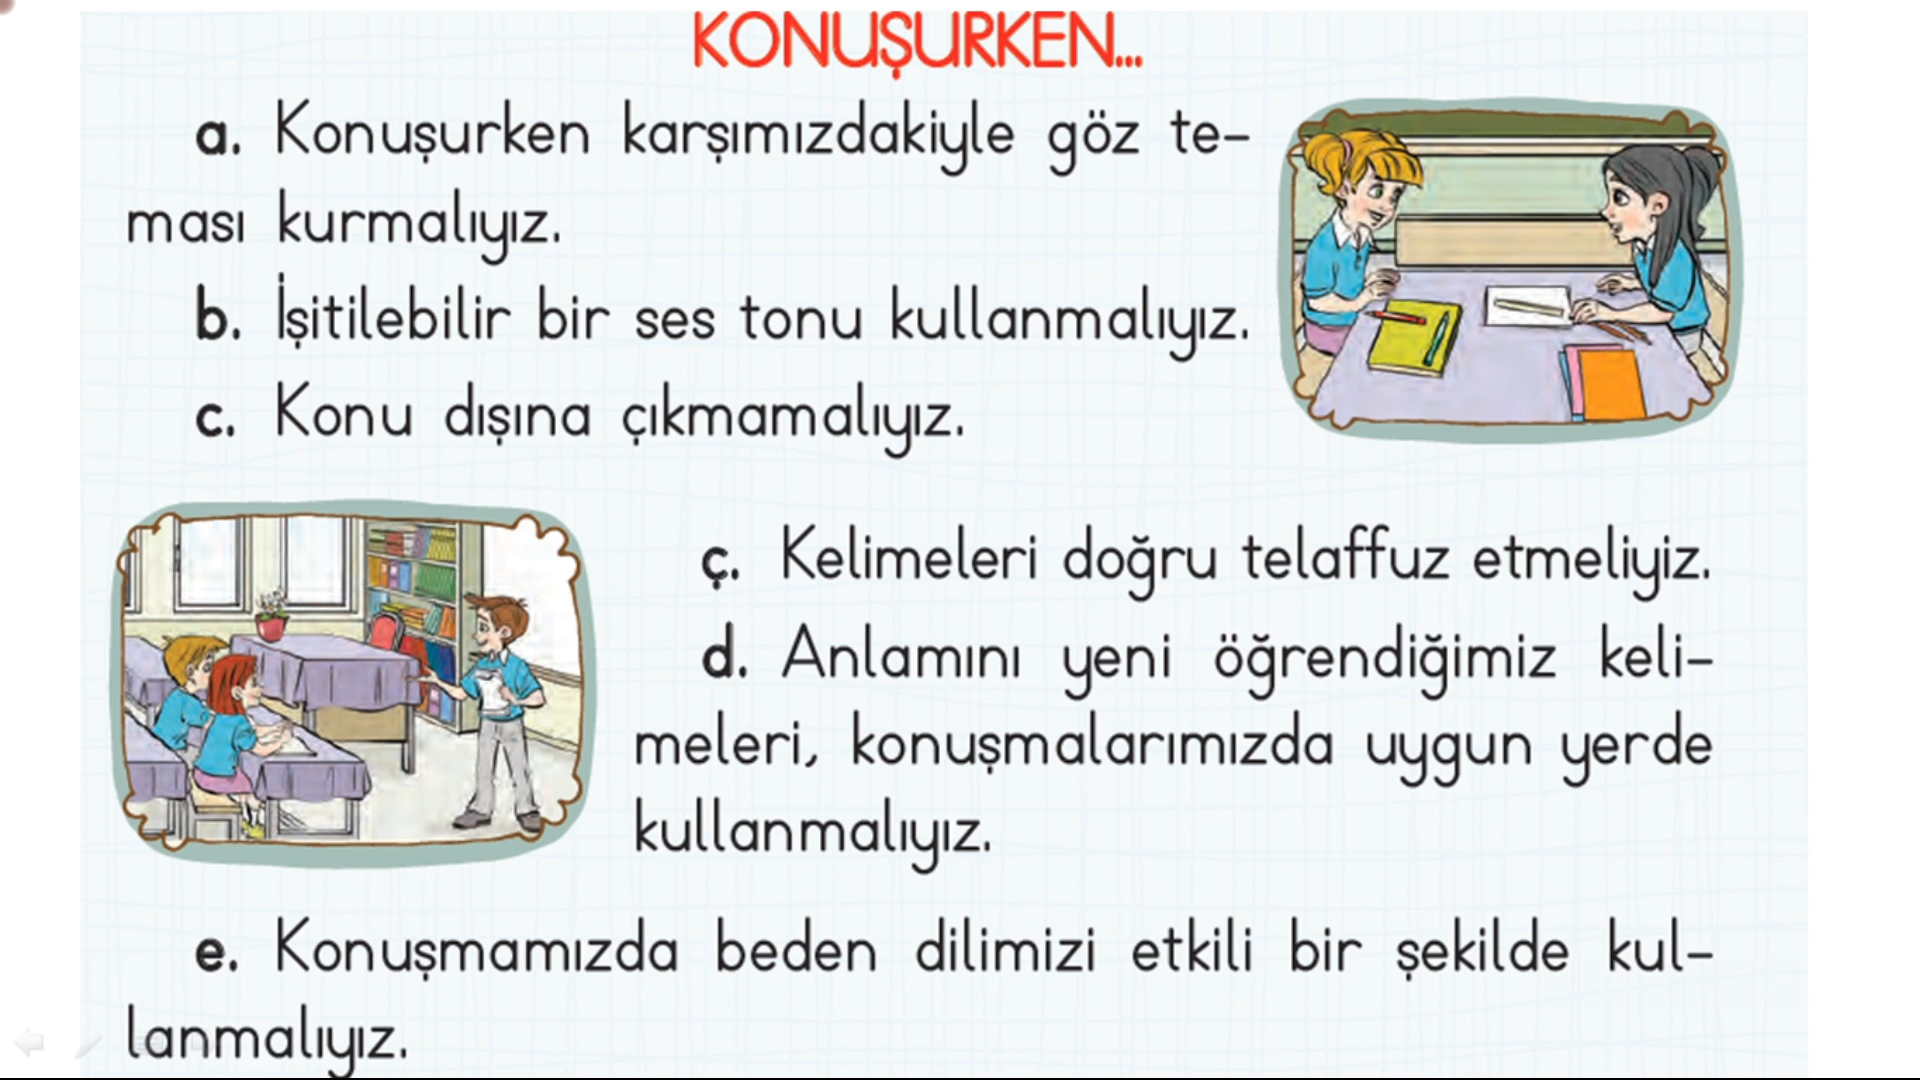 KONUŞURKEN...
a. Konuşurken karşımızdakiyle göz te-
ması kurmalıyız.
b. İşitilebilir bir ses tonu kullanmalıyız.
c. Konu dışına çıkmamalıyız.
ç. Kelimeleri doğru telaffuz etmeliyiz.
d. Anlamını yeni öğrendiğimiz keli-
meleri, konuşmalarımızda uygun yerde
kullanmalıyız.
e. Konuşmamızda beden dilimizi etkili bir şekilde kul-
lanmalıyız.